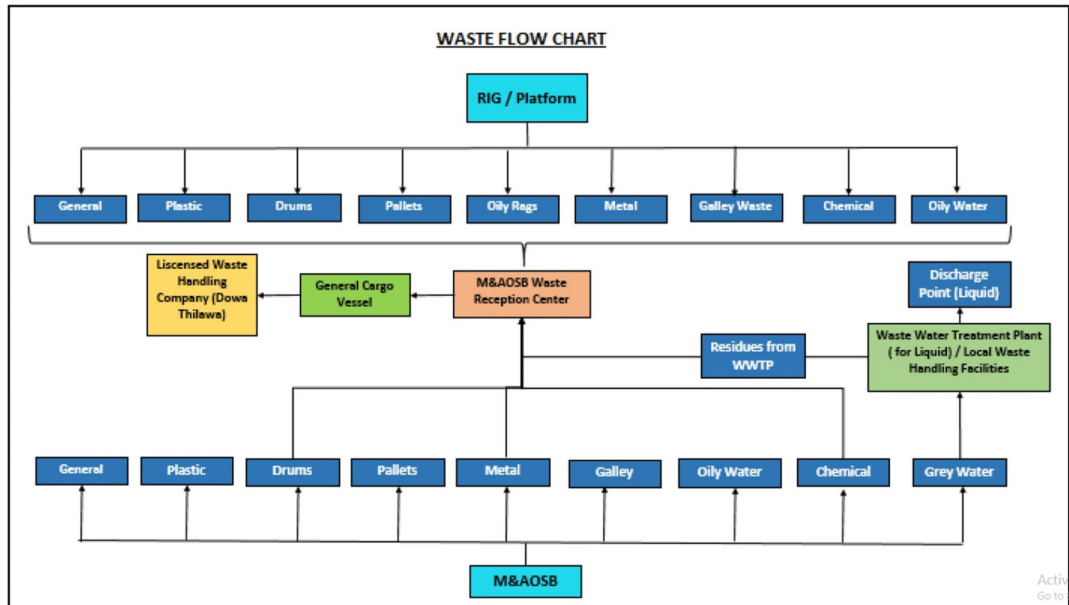 WASTE FLOW CHART
RIG / Platform
General
Plastic
Drums
Pallets
Oily Rags
Metal
Galley Waste
Chemical
Oily Water
Liscensed Waste
Handling
Company (Dowa
Thilawa)
General Cargo
Vessel
M&AOSB Waste
Reception Center
Discharge
Point (Liquid)
Residues from
WWTP
Waste Water Treatment Plant
( for Liquid) / Local Waste
Handling Facilities
General
Plastic
Drums
Pallets
Metal
Galley
Oily Water
Chemical
Grey Water
M&AOSB
Activ
Go to